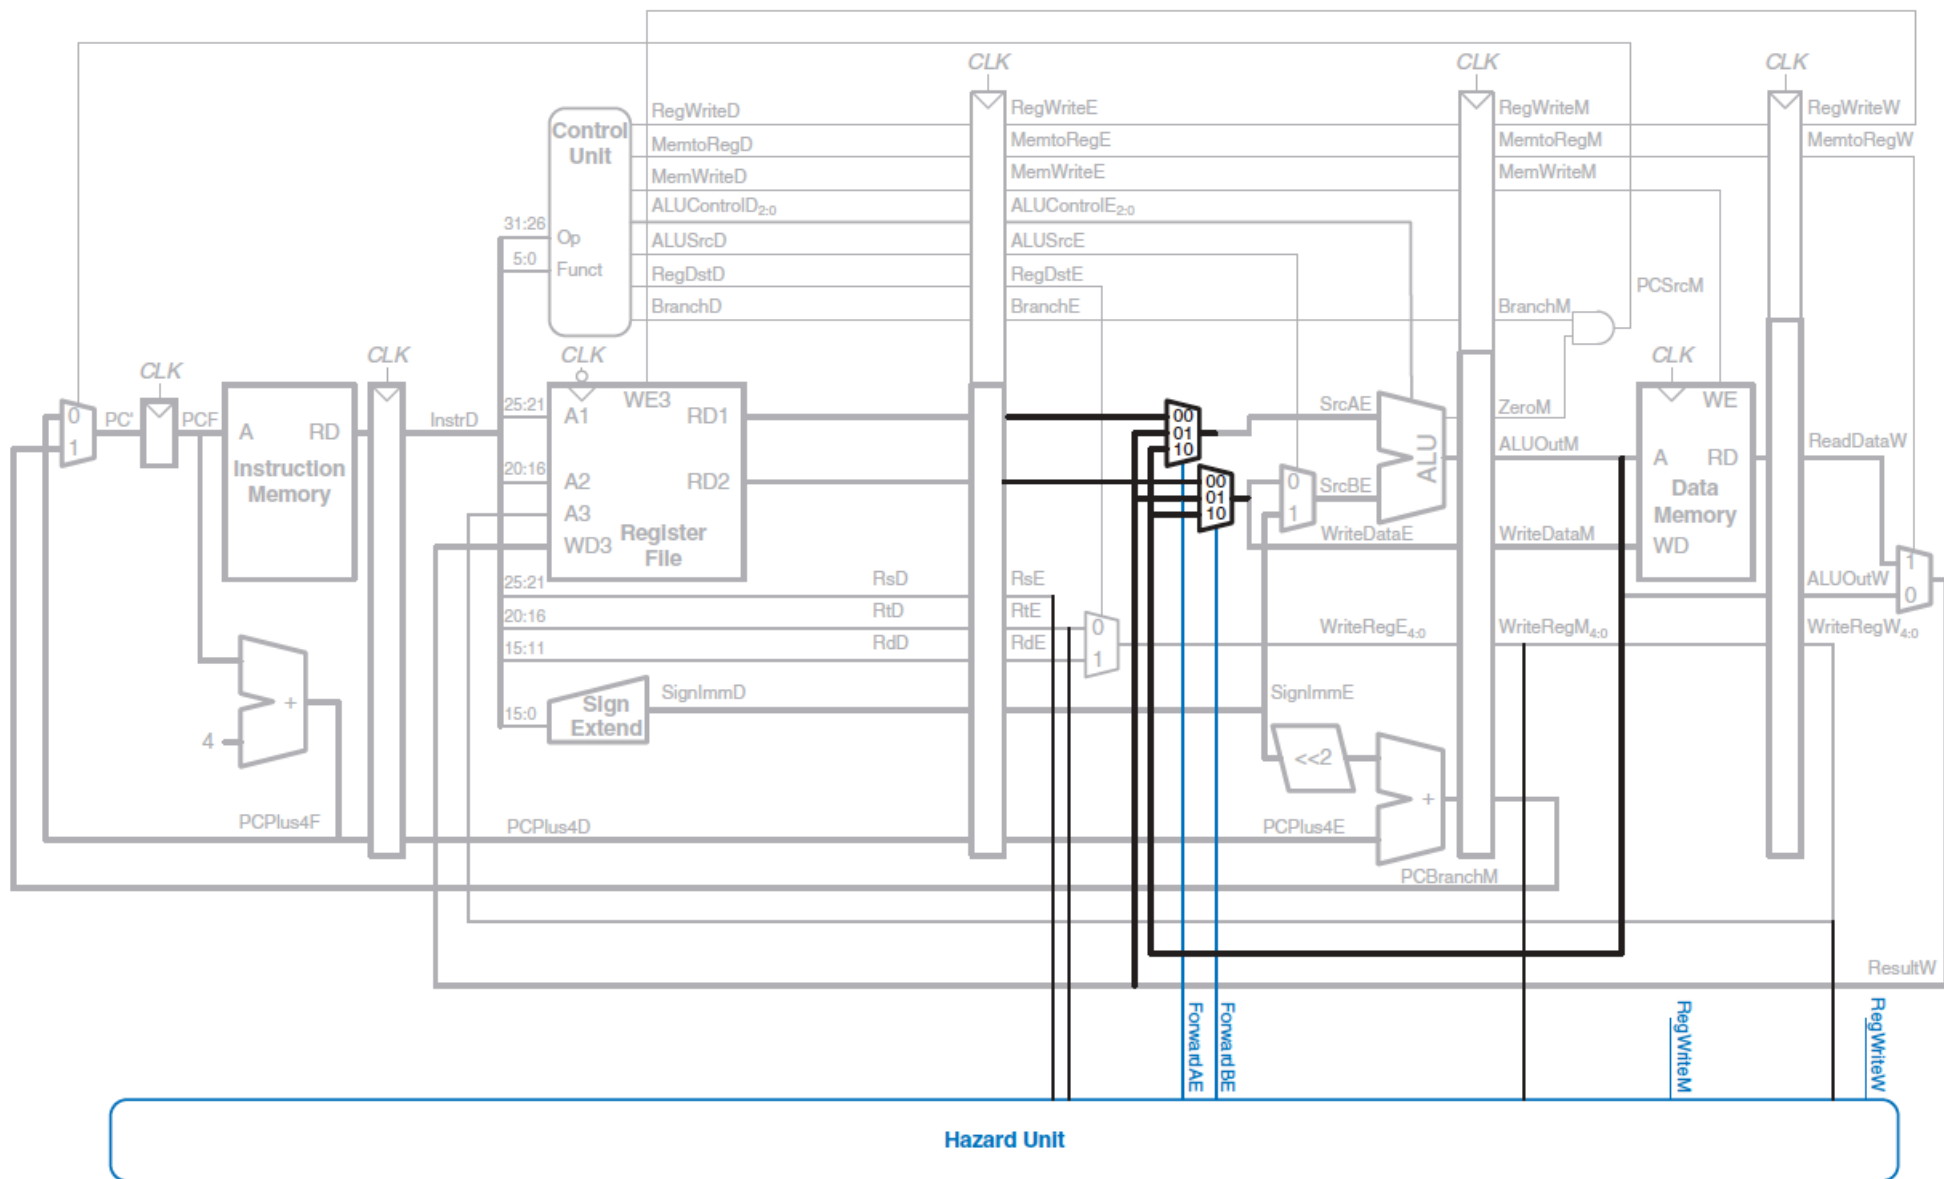 CLK CLK CLK
RegWriteD RegWriteE RegWriteM RegWriteW
Control Unit
MemtoRegD MemtoRegE MemtoRegM MemtoRegW
MemWriteD MemWriteE MemWriteM
ALUControlD2:0 ALUControlE2:0
31:26 Op ALUSrcD ALUSrcE
5:0 Funct RegDstD RegDstE PCSrcM
BranchD BranchE BranchM
CLK CLK CLK CLK
0 1 PC' PCF A RD InstrD 25:21 A1 WE3 RD1 00 01 10 SrcAE ALU ZeroM WE
Instruction Memory
ALUOutM A RD ReadDataW
20:16 A2 RD2 00 01 10 0 1 SrcBE Data Memory
A3
WD3 Register File WriteDataE WriteDataM WD 1 0
25:21 RsD RsE ALUOutW
20:16 RtD RtE 0 WriteRegE4:0 WriteRegM4:0 WriteRegW4:0
15:11 RdD RdE 1
+ 15:0 Sign Extend SignImmD SignImmE
4 <<2
+
PCPlus4F PCPlus4D PCPlus4E
PCBranchM
ResultW
ForwardAE ForwardBE RegWriteM RegWriteW
Hazard Unit